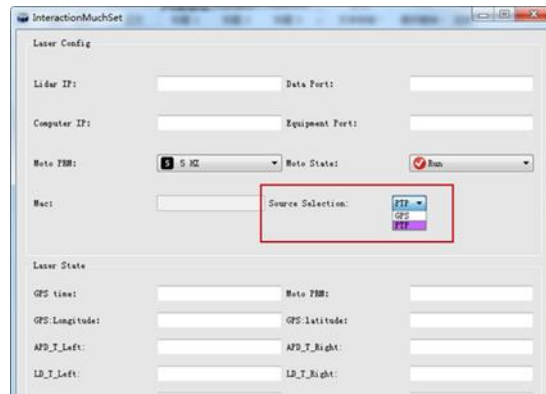 InteractionMuchSet
Laser Config
Lidar IP: Data Port:
Computer IP: Equipment Port:
Moto PRM: 5 5 HZ Moto State: Run
Mac: Source Selection: PTP
GPS
PTP
Laser State
GPS time: Moto PRM:
GPS:Longitude: GPS:latitude:
APD_T_Left: APD_T_Right:
LD_T_Left: LD_T_Right: